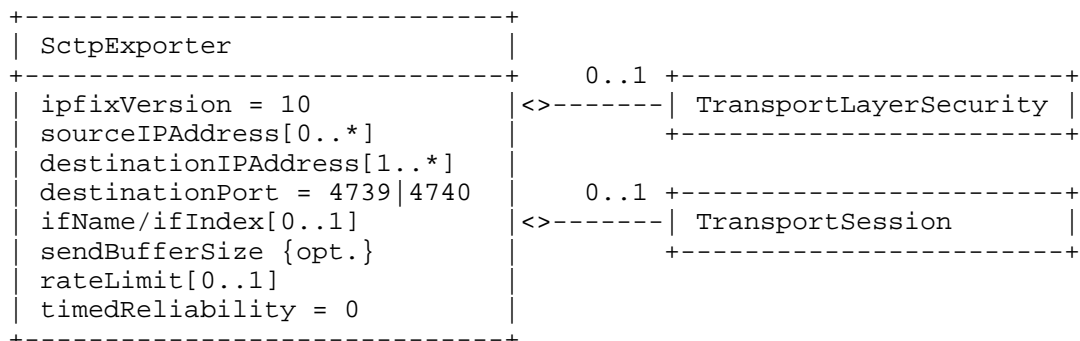 SctpExporter
0..1
ipfixVersion = 10
<>-------| TransportLayerSecurity |
sourceIPAddress[0..*]
destinationIPAddress[1..*]
destinationPort = 4739|4740
0..1
ifName/ifIndex[0..1]
<>-------| TransportSession |
sendBufferSize {opt.}
rateLimit[0..1]
timedReliability = 0